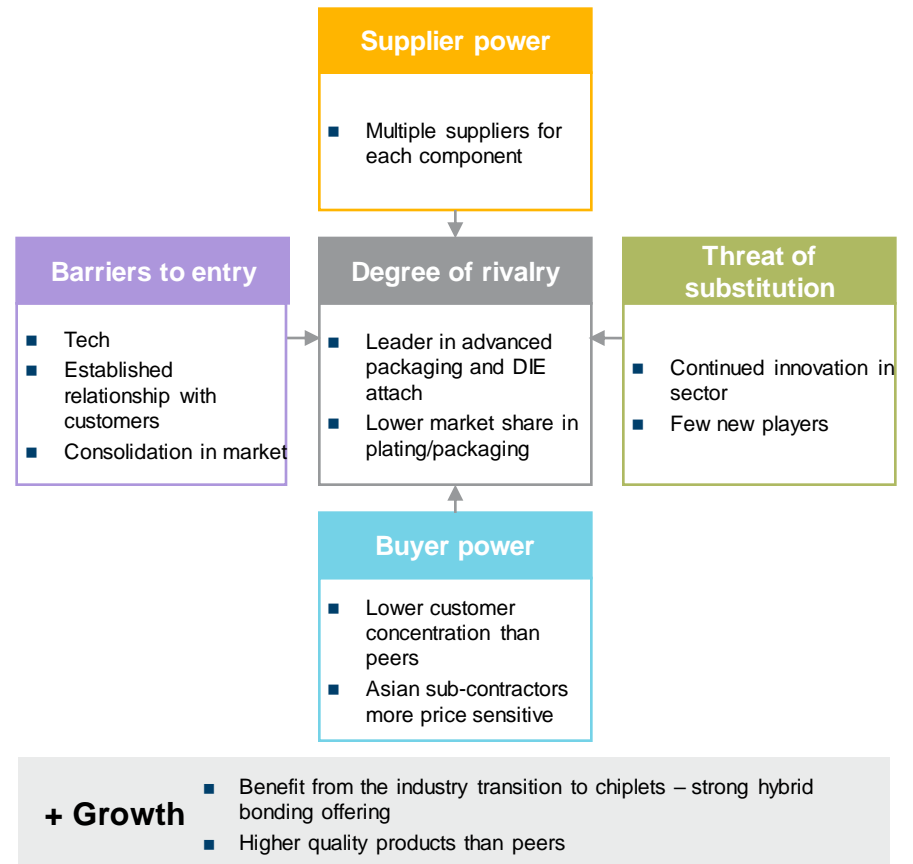 Supplier power
■ Multiple suppliers for
each component
Barriers to entry
■ Tech
■ Established
relationship with
customers
■ Consolidation in market
Degree of rivalry
■ Leader in advanced
packaging and DIE
attach
■ Lower market share in
plating/packaging
Threat of
substitution
■ Continued innovation in
sector
■ Few new players
Buyer power
■ Lower customer
concentration than
peers
■ Asian sub-contractors
more price sensitive
+ Growth
■ Benefit from the industry transition to chiplets – strong hybrid
bonding offering
■ Higher quality products than peers